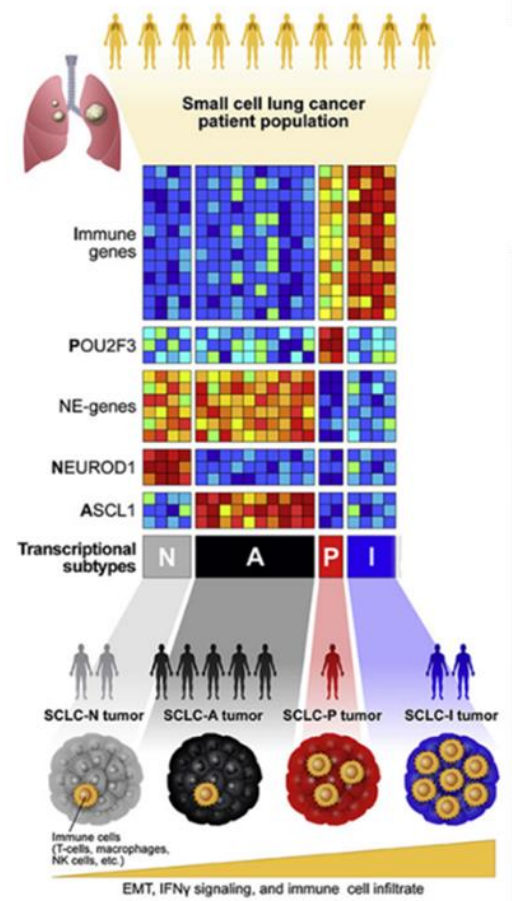 Small cell lung cancer
patient population
Immune
genes
POU2F3
NE-genes
NEUROD1
ASCL1
Transcriptional
subtypes
N A P I
SCLC-N tumor SCLC-A tumor SCLC-P tumor SCLC-I tumor
Immune cells
(T-cells, macrophages,
NK cells, etc.)
EMT, IFNγ signaling, and immune cell infiltrate